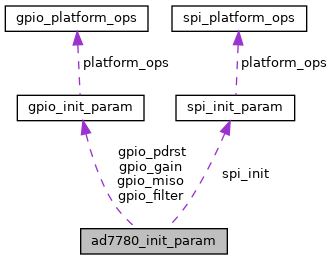 gpio_platform_ops
spi_platform_ops
platform_ops
platform_ops
gpio_init_param
spi_init_param
gpio_pdrst
gpio_gain
gpio_miso
gpio_filter
spi_init
ad7780_init_param